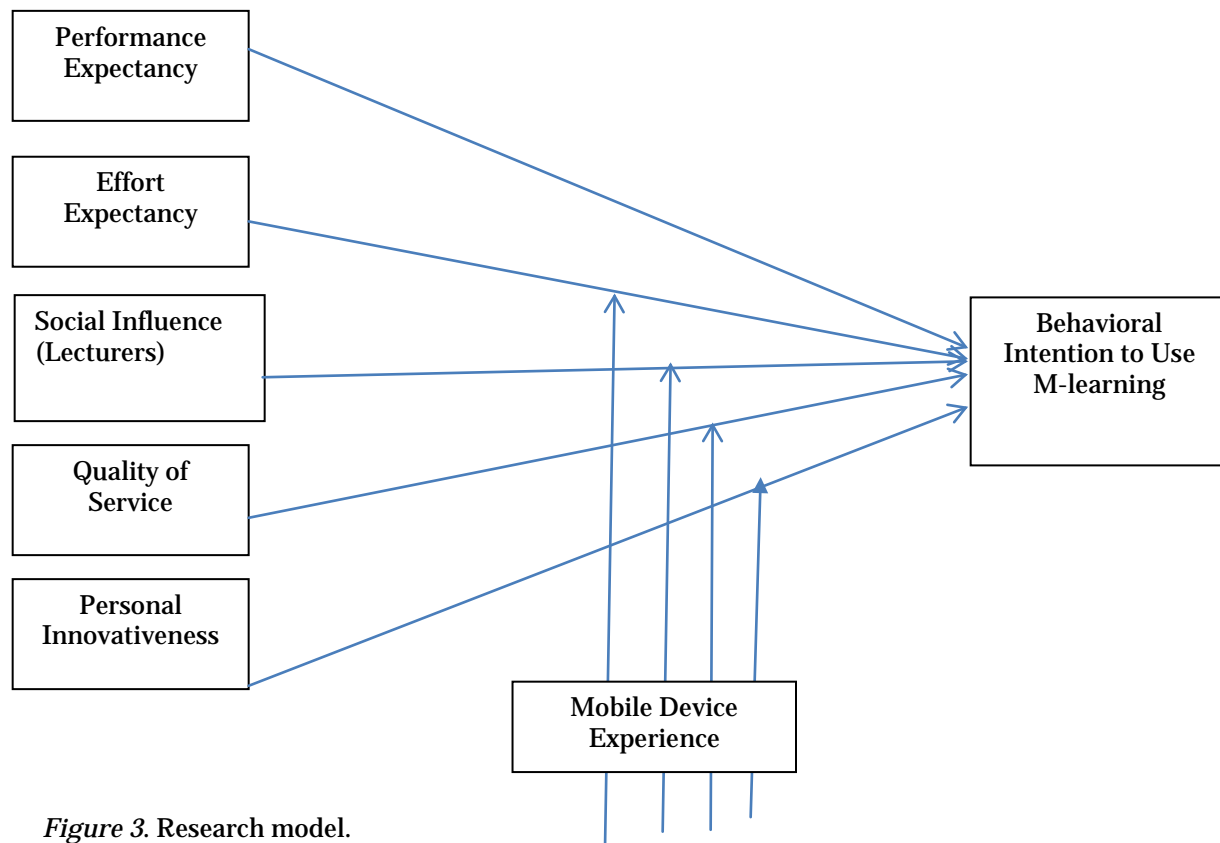 Performance
Expectancy
Effort
Expectancy
Social Influence
(Lecturers)
Quality of
Service
Personal
Innovativeness
Behavioral
Intention to Use
M-learning
Mobile Device
Experience
Figure 3. Research model.